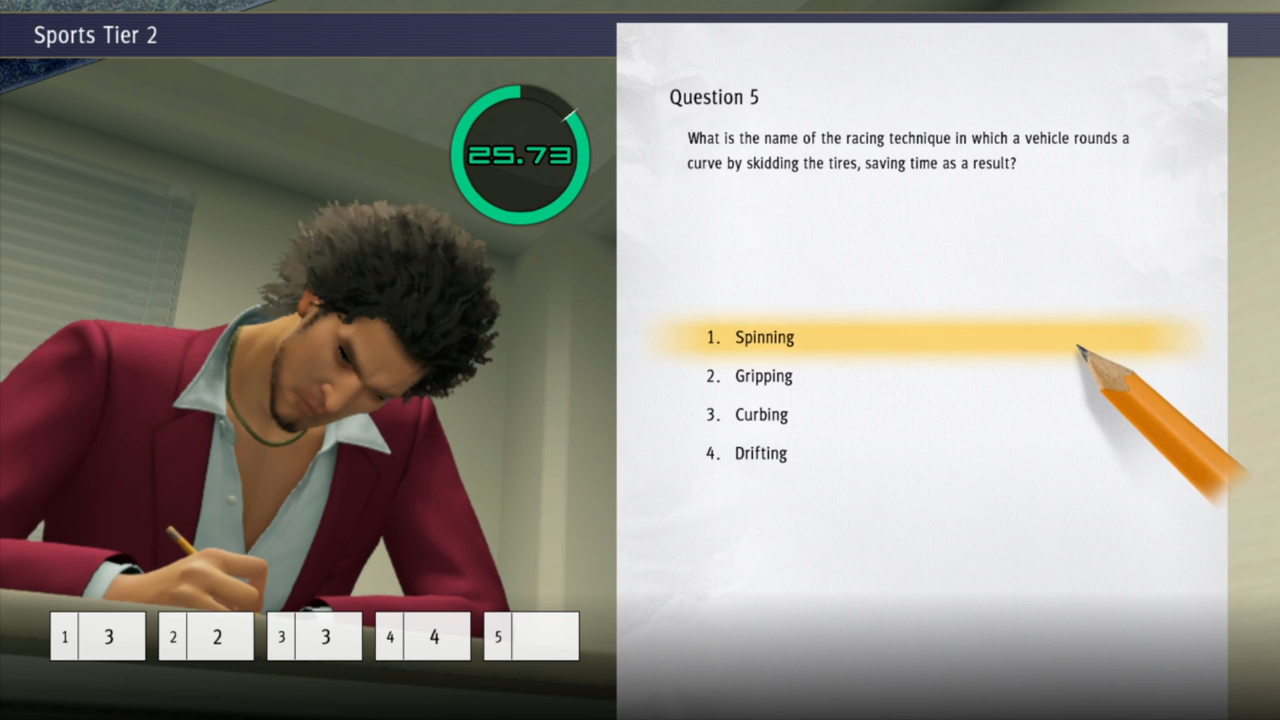 Sports Tier 2
25.73
Question 5
What is the name of the racing technique in which a vehicle rounds a
curve by skidding the tires, saving time as a result?
1. Spinning
2. Gripping
3. Curbing
4. Drifting
1 3 2 2 3 3 4 4 5